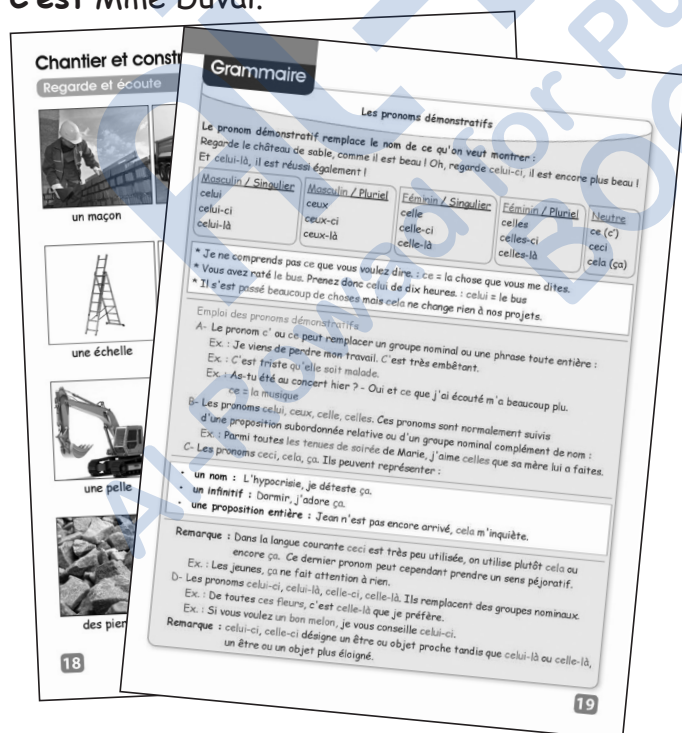 C'est Mme Duval.
Chantier et constr
Regarde et écoute
un maçon
une échelle
une pelle
des pier
18
Grammaire
Les pronoms démonstratifs
Le pronom démonstratif remplace le nom de ce qu'on veut montrer :
Regarde le château de sable, comme il est beau ! Oh, regarde celui-ci, il est encore plus beau !
Et celui-là, il est réussi également !
Masculin / Singulier
celui
celui-ci
celui-là
Masculin / Pluriel
ceux
ceux-ci
ceux-là
Féminin / Singulier
celle
celle-ci
celle-là
Féminin / Pluriel
celles
celles-ci
celles-là
Neutre
ce (c')
ceci
cela (ça)
* Je ne comprends pas ce que vous voulez dire. : ce = la chose que vous me dites.
* Vous avez raté le bus. Prenez donc celui de dix heures. : celui = le bus
* Il s'est passé beaucoup de choses mais cela ne change rien à nos projets.
Emploi des pronoms démonstratifs
A- Le pronom c' ou ce peut remplacer un groupe nominal ou une phrase toute entière :
Ex. : Je viens de perdre mon travail. C'est très embêtant.
Ex. : C'est triste qu'elle soit malade.
Ex. : As-tu été au concert hier ? - Oui et ce que j'ai écouté m'a beaucoup plu.
ce = la musique
B- Les pronoms celui, ceux, celle, celles. Ces pronoms sont normalement suivis
d'une proposition subordonnée relative ou d'un groupe nominal complément de nom :
Ex. : Parmi toutes les tenues de soirée de Marie, j'aime celles que sa mère lui a faites.
C- Les pronoms ceci, cela, ça. Ils peuvent représenter :
• un nom : L'hypocrisie, je déteste ça.
• un infinitif : Dormir, j'adore ça.
• une proposition entière : Jean n'est pas encore arrivé, cela m'inquiète.
Remarque : Dans la langue courante ceci est très peu utilisée, on utilise plutôt cela ou
encore ça. Ce dernier pronom peut cependant prendre un sens péjoratif.
Ex. : Les jeunes, ça ne fait attention à rien.
D- Les pronoms celui-ci, celui-là, celle-ci, celle-là. Ils remplacent des groupes nominaux.
Ex. : De toutes ces fleurs, c'est celle-là que je préfère.
Ex. : Si vous voulez un bon melon, je vous conseille celui-ci.
Remarque : celui-ci, celle-ci désigne un être ou objet proche tandis que celui-là ou celle-là,
un être ou un objet plus éloigné.
19